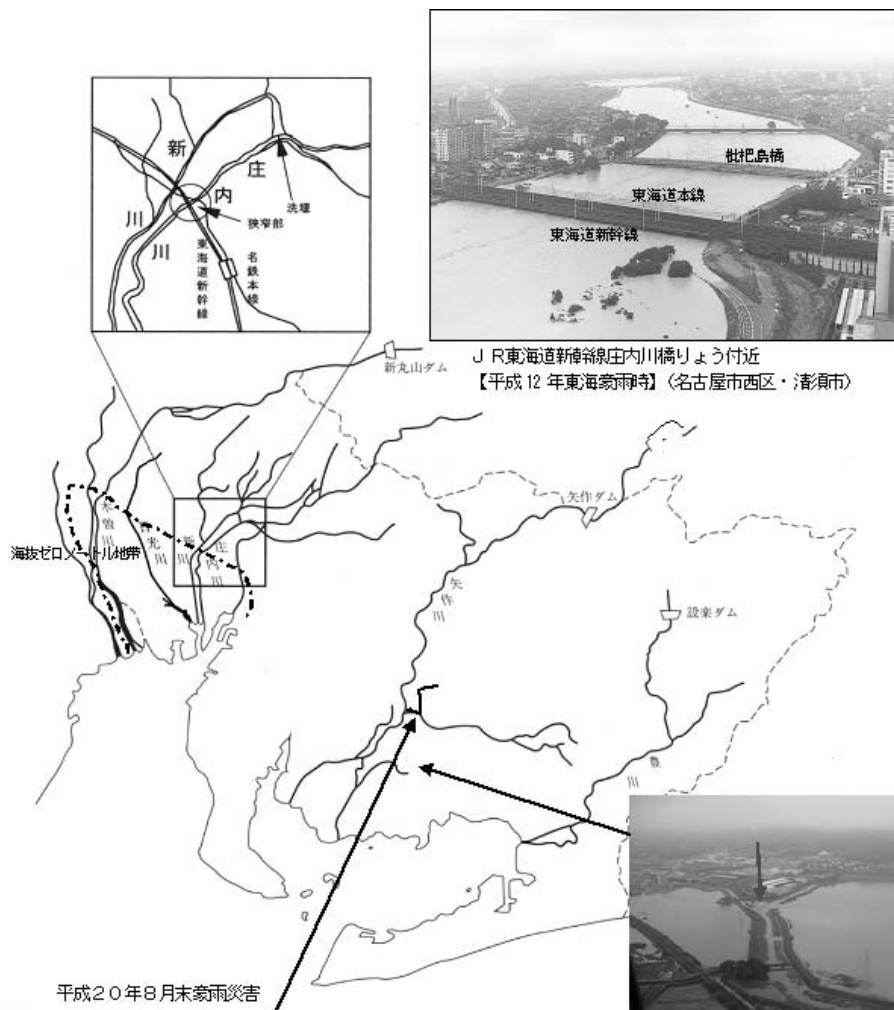 新
川
庄
内
川
洗堰
狭窄部
東海道新幹線
名鉄本線
枇杷島橋
東海道本線
東海道新幹線
JR東海道新幹線庄内川橋りょう付近
【平成12年東海豪雨時】（名古屋市西区・清須市）
新丸山ダム
矢作ダム
設楽ダム
海抜ゼロメートル地帯
木曽川
日光川
新川
庄内川
矢作川
豊川
平成20年8月末豪雨災害